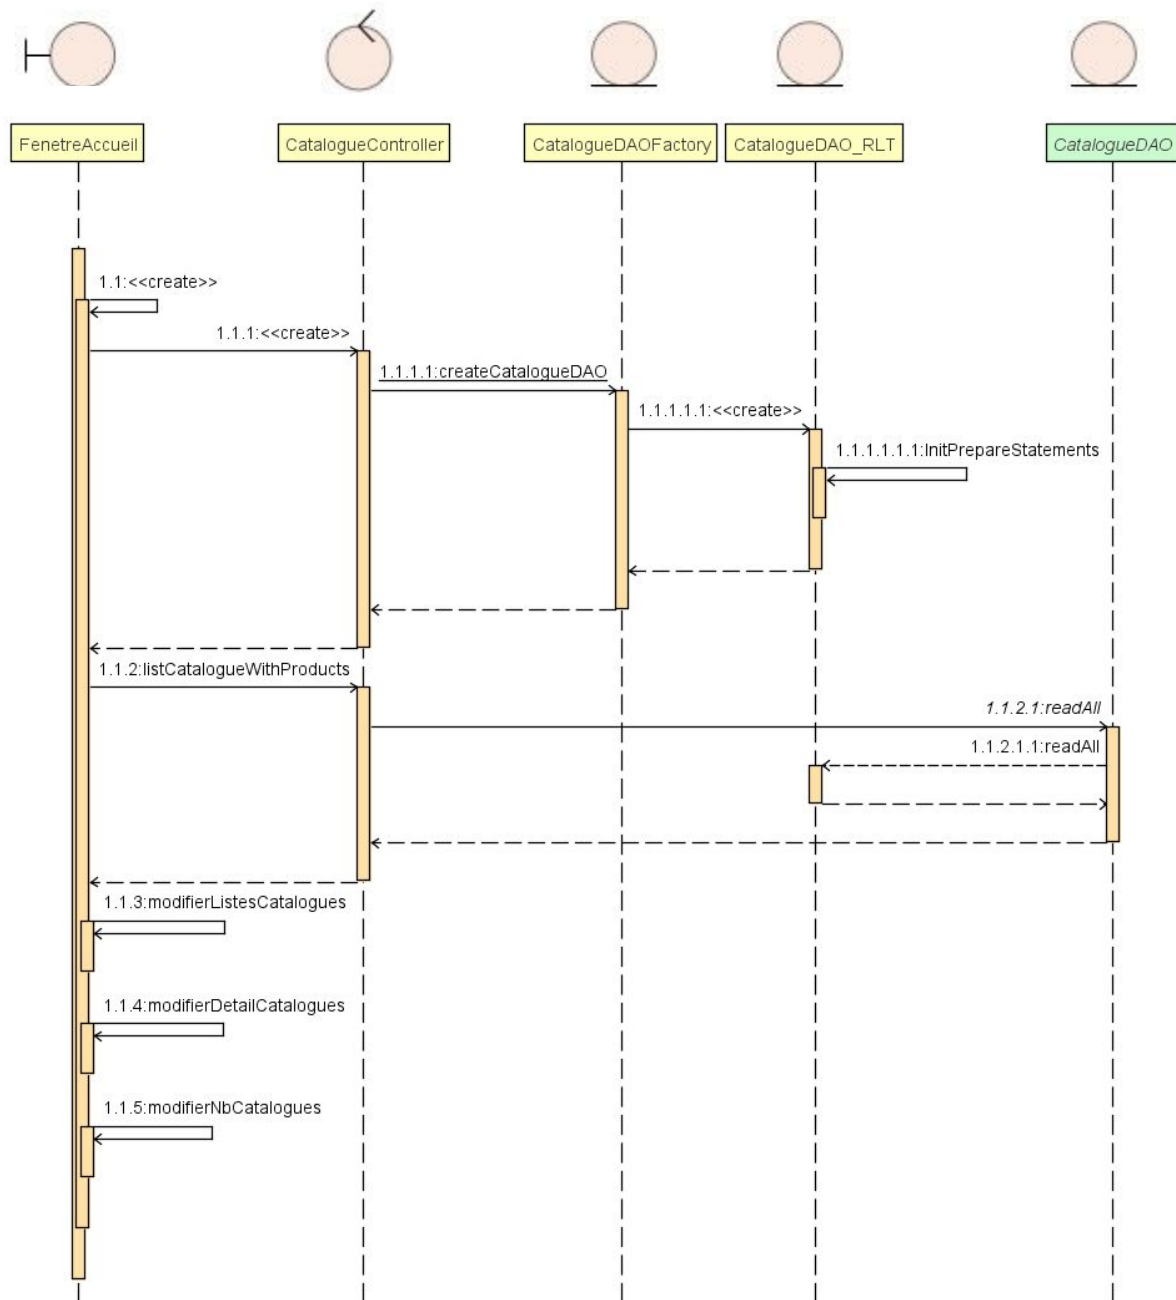 FenetreAccueil
CatalogueController
CatalogueDAOFactory
CatalogueDAO_RLT
CatalogueDAO
1.1:<<create>>
1.1.1:<<create>>
1.1.1.1:createCatalogueDAO
1.1.1.1.1:<<create>>
1.1.1.1.1.1:InitPrepareStatements
1.1.2:listCatalogueWithProducts
1.1.2.1:readAll
1.1.2.1.1:readAll
1.1.3:modifierListesCatalogues
1.1.4:modifierDetailCatalogues
1.1.5:modifierNbCatalogues